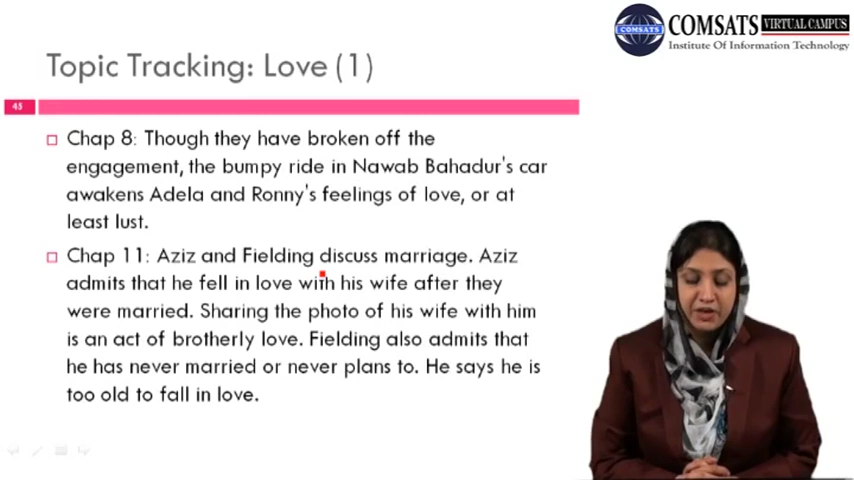 COMSATS VIRTUAL CAMPUS
COMSATS
Institute Of Information Technology
Topic Tracking: Love (1)
45
Chap 8: Though they have broken off the
engagement, the bumpy ride in Nawab Bahadur's car
awakens Adela and Ronny's feelings of love, or at
least lust.
Chap 11: Aziz and Fielding discuss marriage. Aziz
admits that he fell in love with his wife after they
were married. Sharing the photo of his wife with him
is an act of brotherly love. Fielding also admits that
he has never married or never plans to. He says he is
too old to fall in love.